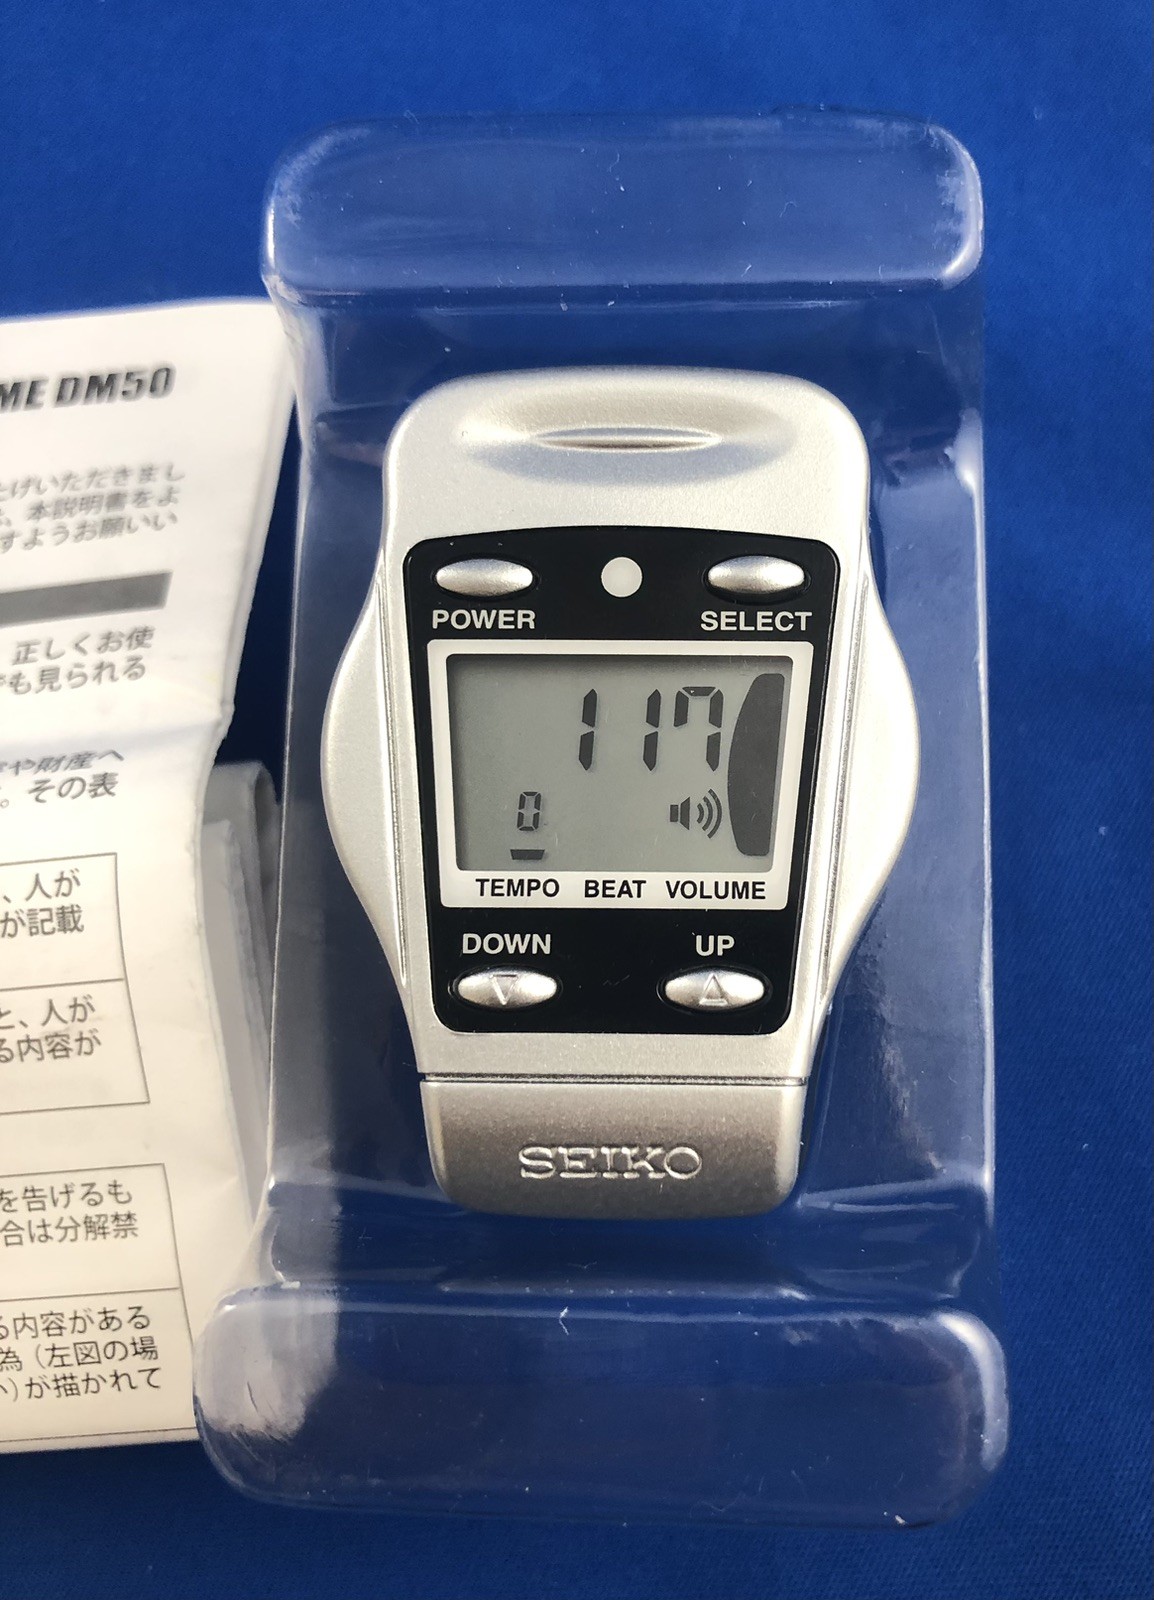 ME DM50
げいただきまし
本説明書をよ
すようお願いい
正しくお使
も見られる
や財産へ
。その表
、人が
が記載
と、人が
る内容が
を告げるも
合は分解禁
る内容がある
為（左図の場
）が描かれて
POWER
SELECT
117
0
TEMPO BEAT VOLUME
DOWN
UP
SEIKO